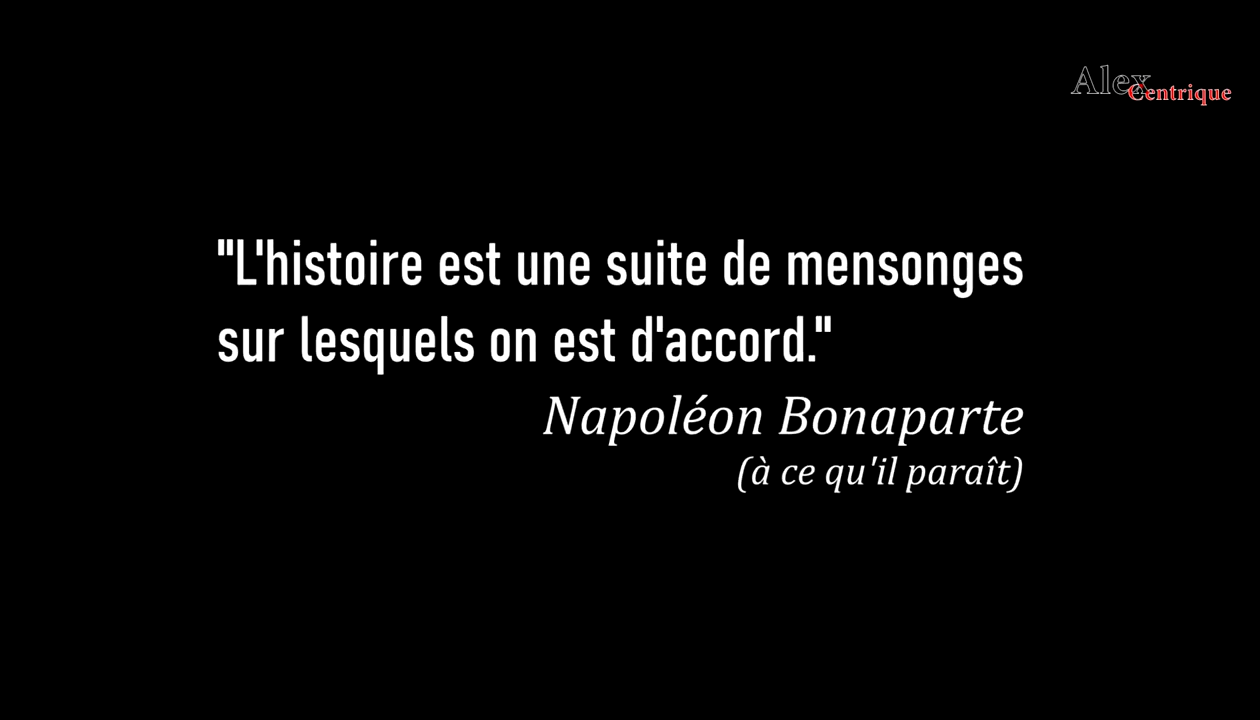 Alex
Centrique
"L'histoire est une suite de mensonges
sur lesquels on est d'accord."
Napoléon Bonaparte
(à ce qu'il paraît)